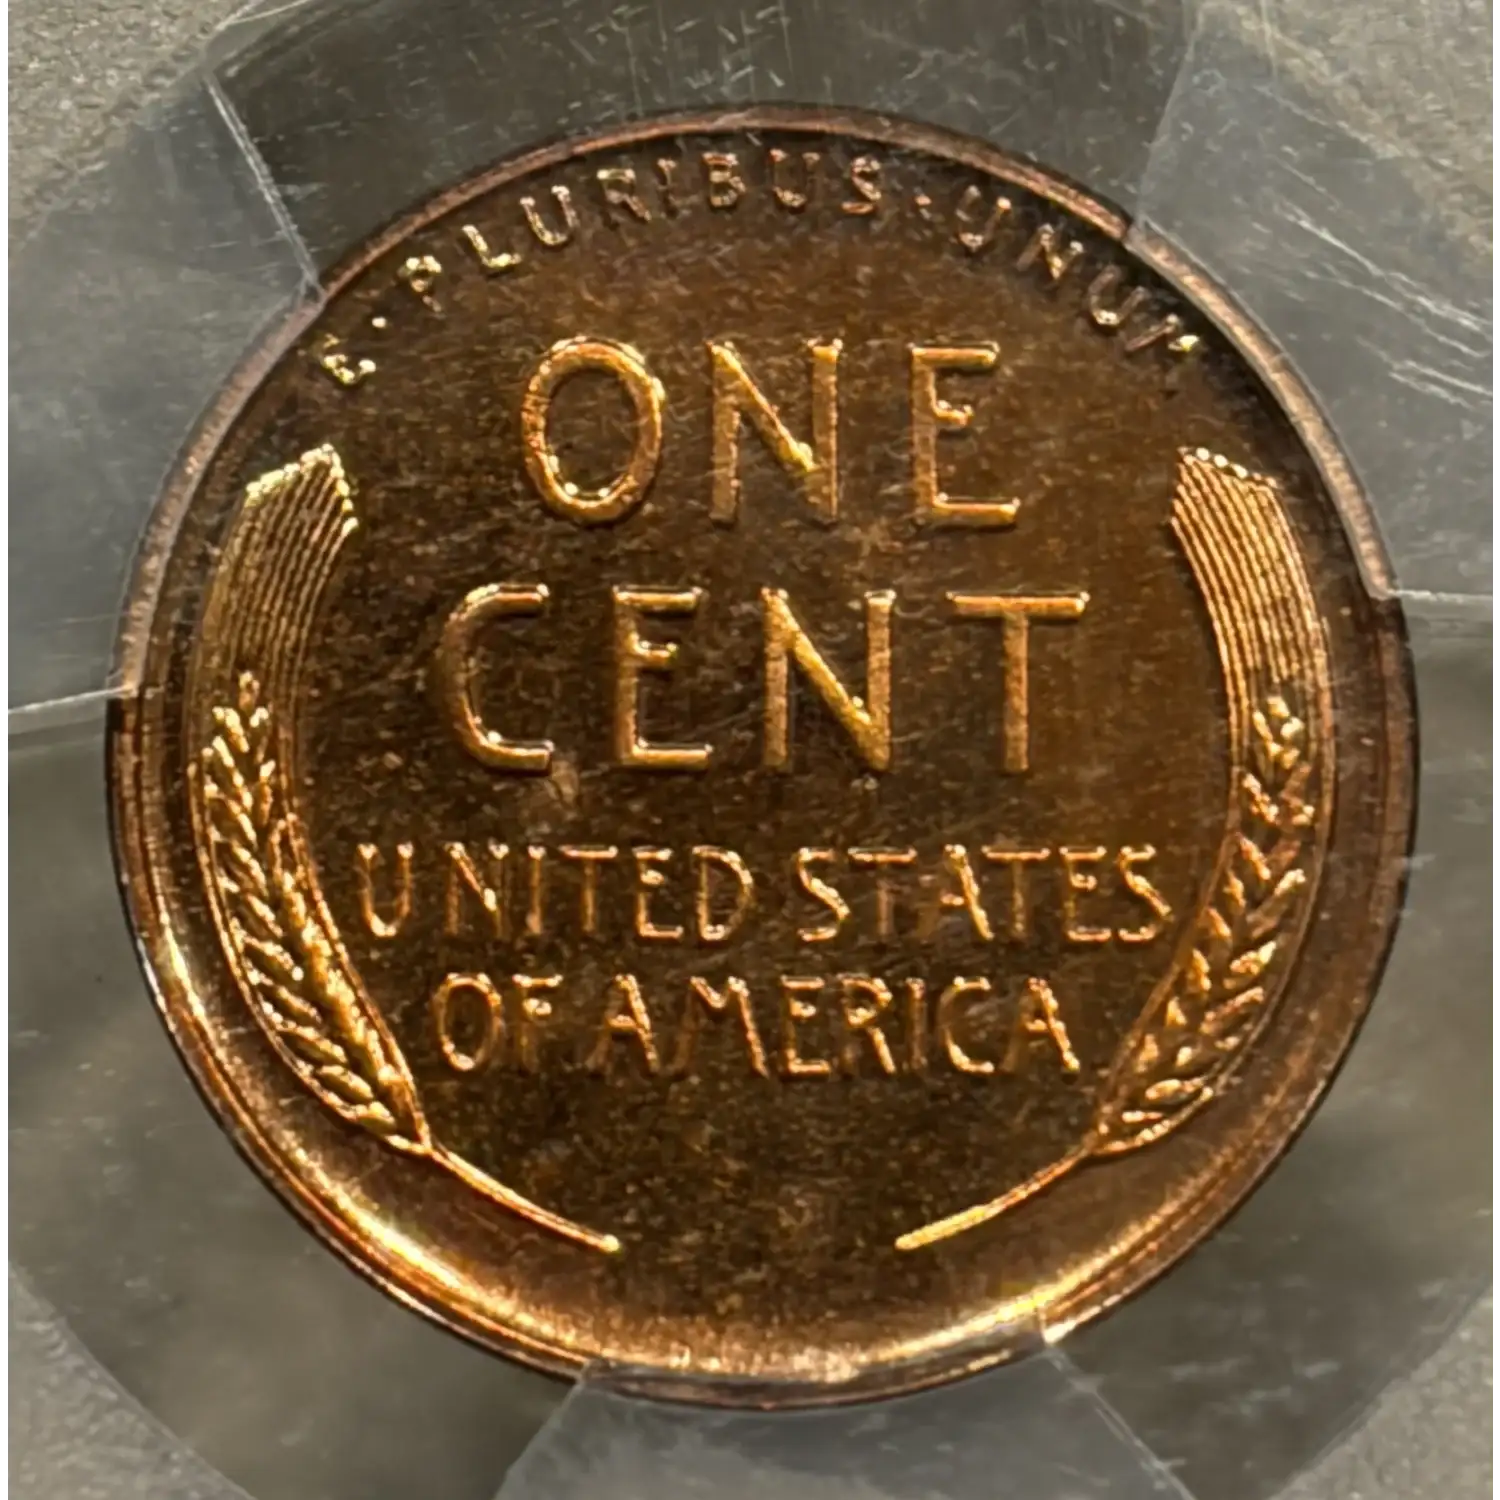 E·PLURIBUS·UNUM
ONE
CENT
UNITED STATES
OF AMERICA